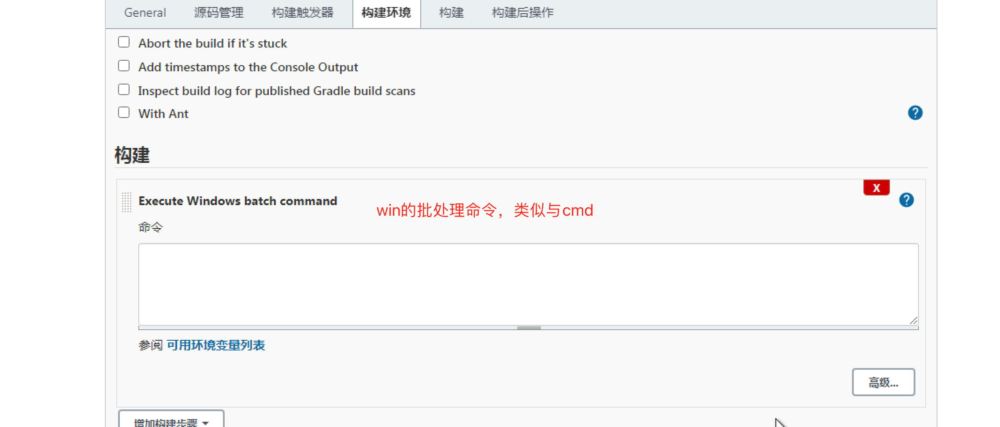 General 源码管理 构建触发器 构建环境 构建 构建后操作
Abort the build if it's stuck
Add timestamps to the Console Output
Inspect build log for published Gradle build scans
With Ant
?
构建
X
Execute Windows batch command
?
win的批处理命令，类似与cmd
命令
参阅 可用环境变量列表
高级...
增加构建步骤